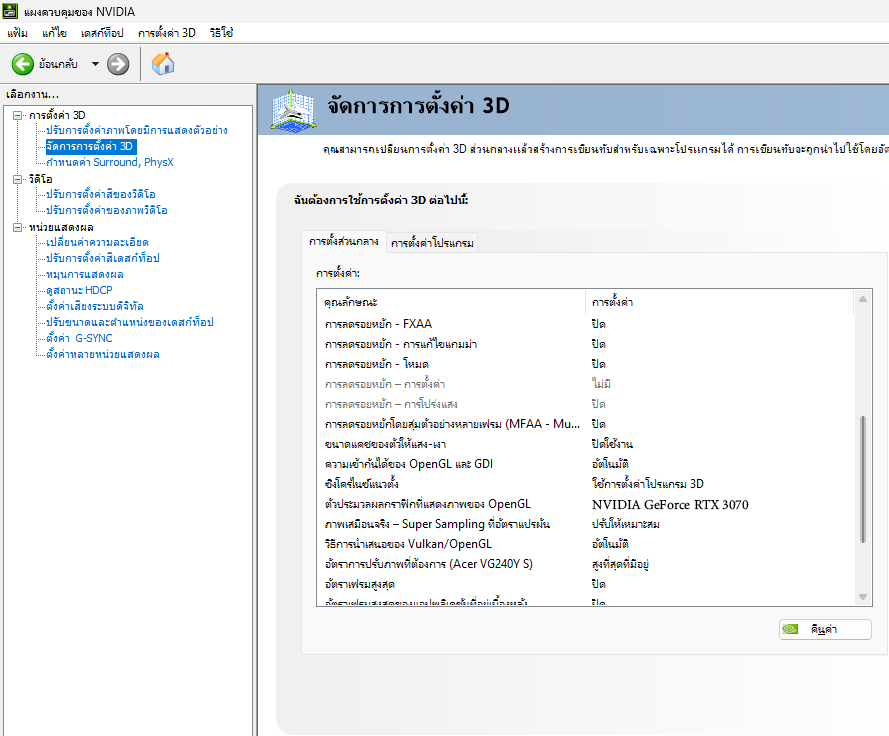 แผงควบคุมของ NVIDIA
แฟ้ม แก้ไข เดสก์ท็อป การตั้งค่า 3D วิธีใช้
ย้อนกลับ
เลือกงาน...
การตั้งค่า 3D
ปรับการตั้งค่าภาพโดยมีการแสดงตัวอย่าง
จัดการการตั้งค่า 3D
กำหนดค่า Surround, PhysX
วิดีโอ
ปรับการตั้งค่าสีของวิดีโอ
ปรับการตั้งค่าของภาพวิดีโอ
หน่วยแสดงผล
เปลี่ยนค่าความละเอียด
ปรับการตั้งค่าสีเดสก์ท็อป
หมุนการแสดงผล
ดูสถานะ HDCP
ตั้งค่าเสียงระบบดิจิทัล
ปรับขนาดและตำแหน่งของเดสก์ท็อป
ตั้งค่า G-SYNC
ตั้งค่าหลายหน่วยแสดงผล
จัดการการตั้งค่า 3D
คุณสามารถเปลี่ยนการตั้งค่า 3D ส่วนกลางแล้วสร้างการเขียนทับสำหรับเฉพาะโปรแกรมได้ การเขียนทับจะถูกนำไปใช้โดยอัต
ฉันต้องการใช้การตั้งค่า 3D ต่อไปนี้:
การตั้งส่วนกลาง การตั้งค่าโปรแกรม
การตั้งค่า:
คุณลักษณะ การตั้งค่า
การลดรอยหยัก - FXAA ปิด
การลดรอยหยัก - การแก้ไขแกมม่า ปิด
การลดรอยหยัก - โหมด ปิด
การลดรอยหยัก – การตั้งค่า ไม่มี
การลดรอยหยัก – การโปร่งแสง ปิด
การลดรอยหยักโดยสุ่มตัวอย่างหลายเฟรม (MFAA - Mu... ปิด
ขนาดแคชของตัวให้แสง-เงา ปิดใช้งาน
ความเข้ากันได้ของ OpenGL และ GDI อัตโนมัติ
ซิงโครไนซ์แนวตั้ง ใช้การตั้งค่าโปรแกรม 3D
ตัวประมวลผลกราฟิกที่แสดงภาพของ OpenGL NVIDIA GeForce RTX 3070
ภาพเสมือนจริง – Super Sampling ที่อัตราแปรผัน ปรับให้เหมาะสม
วิธีการนำเสนอของ Vulkan/OpenGL อัตโนมัติ
อัตราการปรับภาพที่ต้องการ (Acer VG240Y S) สูงที่สุดที่มีอยู่
อัตราเฟรมสูงสุด ปิด
อัตราเฟรมสูงสุดของแอปพลิเคชันที่อยู่เบื้องหลัง ปิด
คืนค่า